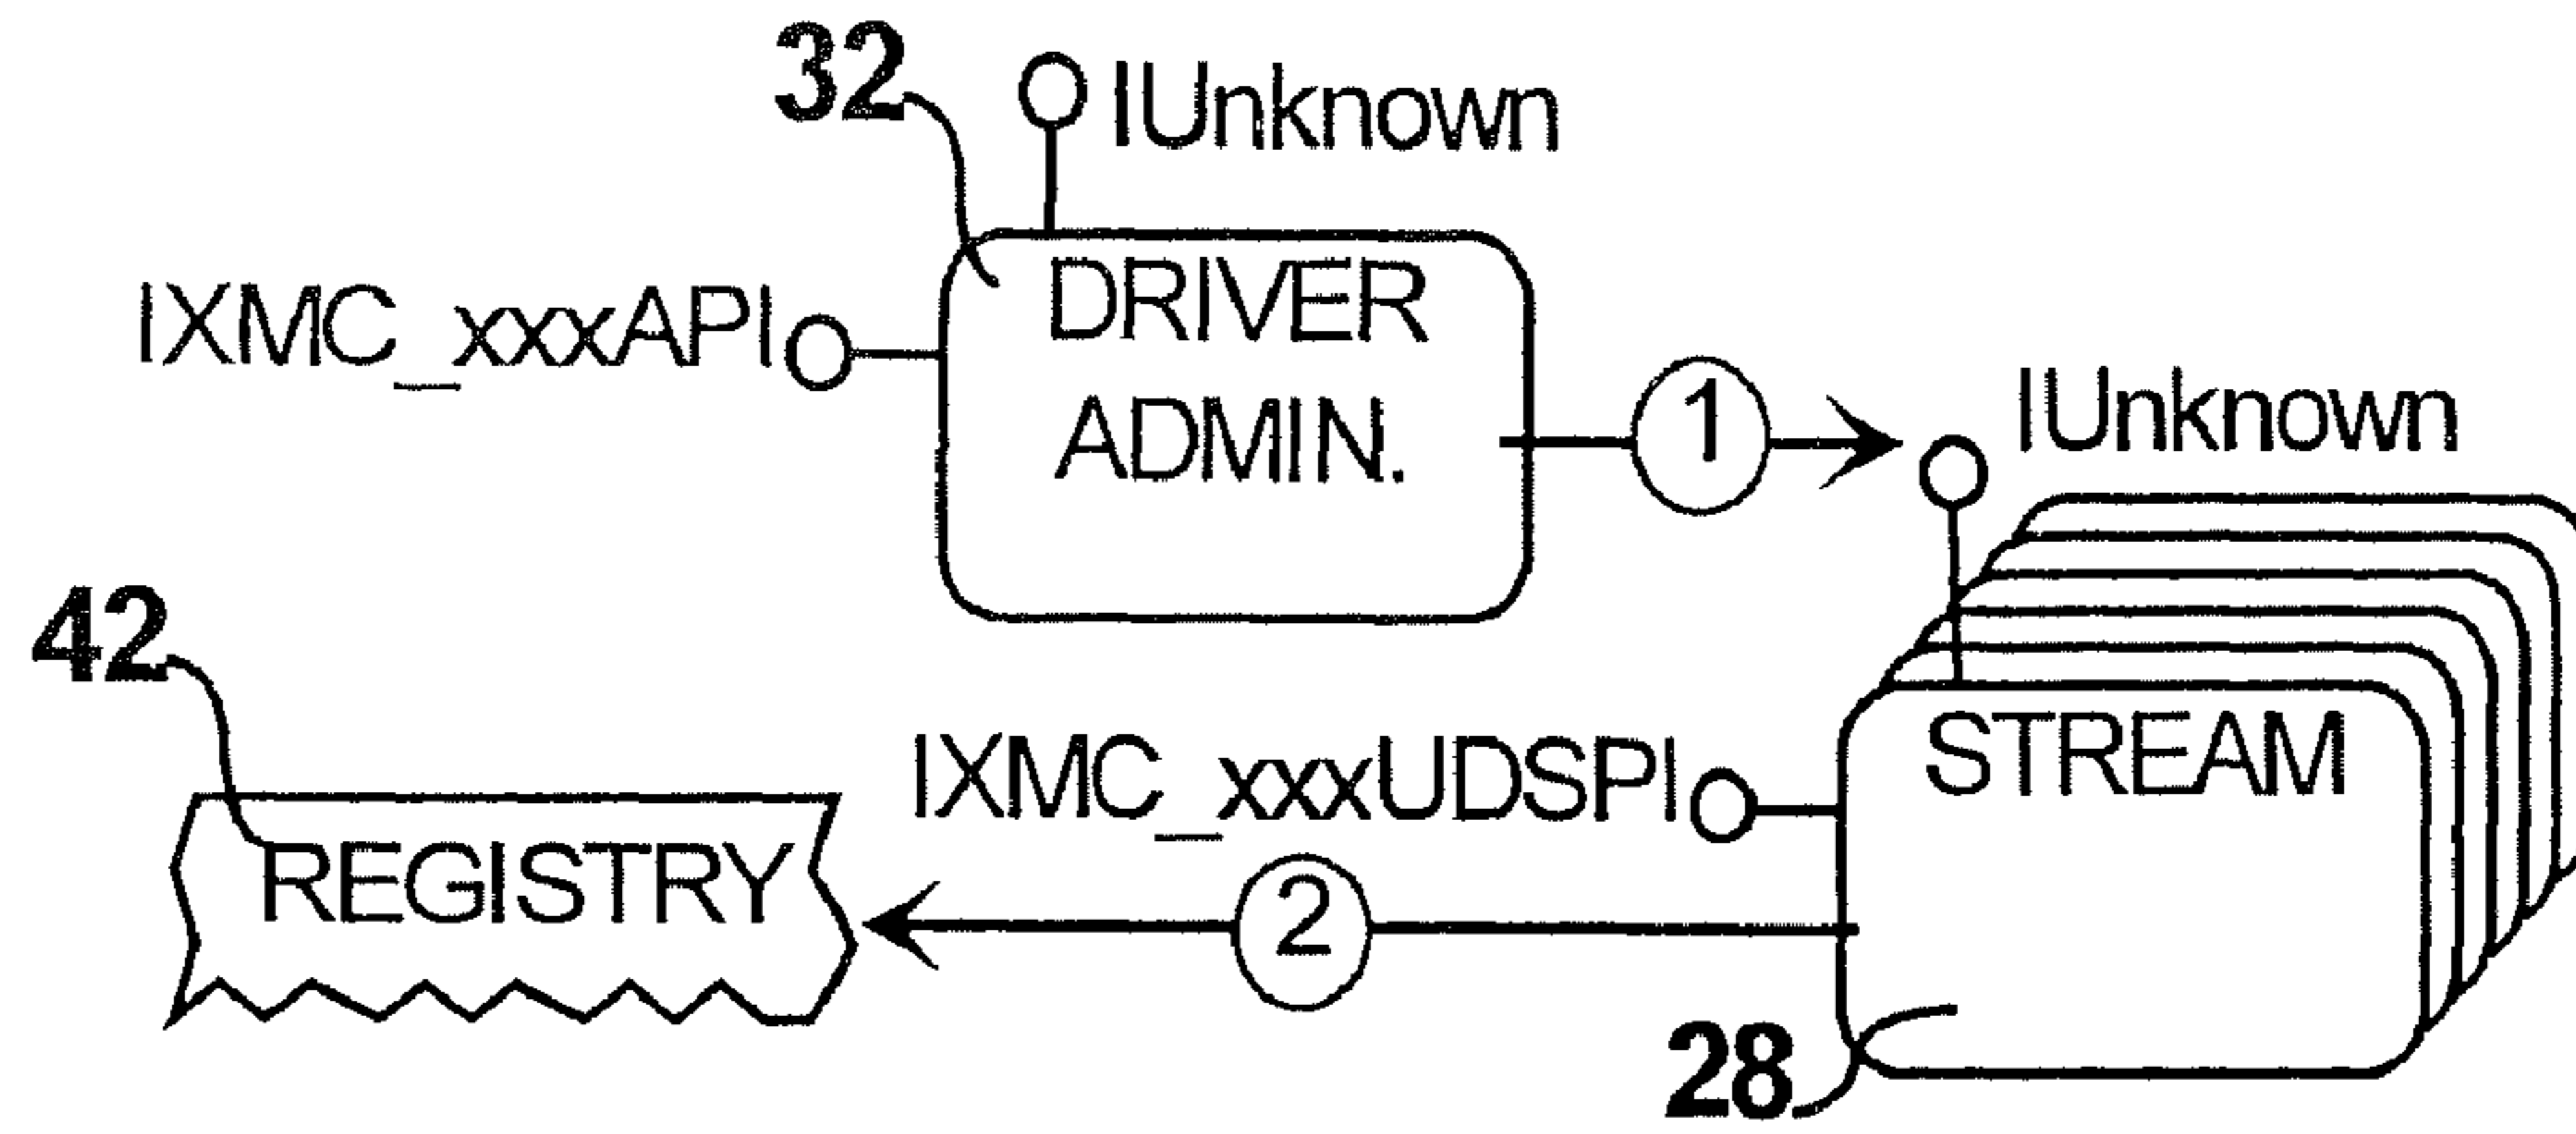 32
IUnknown
IXMC_xxxAPI
DRIVER
ADMIN.
1
IUnknown
42
STREAM
IXMC_xxxUDSPI
REGISTRY
2
28